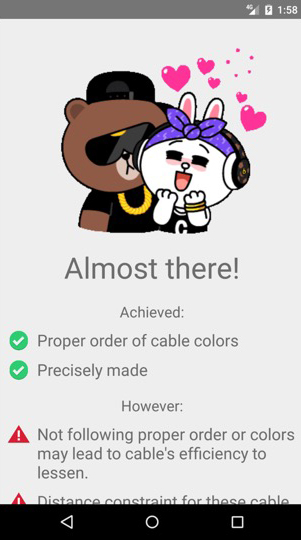 4G 1:58
C
Almost there!
Achieved:
Proper order of cable colors
Precisely made
However:
Not following proper order or colors
may lead to cable's efficiency to
lessen.
Distance constraint for these cable